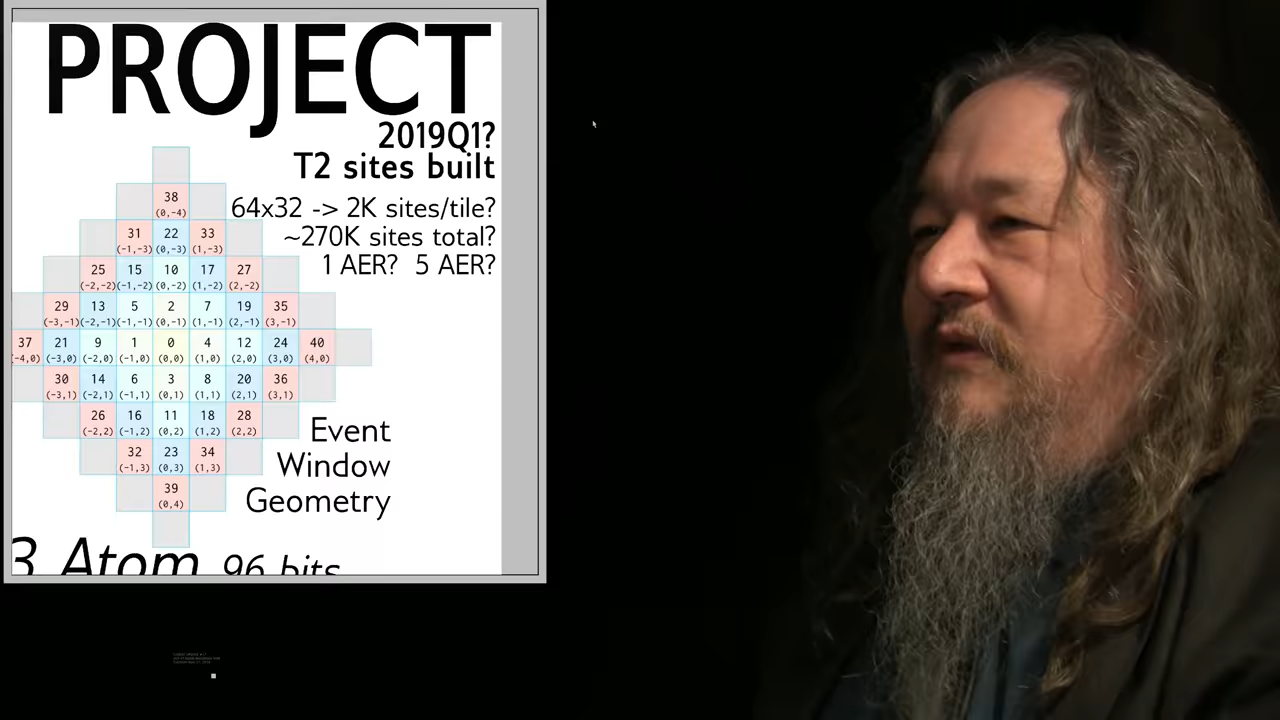 PROJECT
2019Q1?
T2 sites built
64x32 -> 2K sites/tile?
~270K sites total?
1 AER? 5 AER?
38
(0,-4)
31 22 33
(-1,-3) (0,-3) (1,-3)
25 15 10 17 27
(-2,-2) (-1,-2) (0,-2) (1,-2) (2,-2)
29 13 5 2 7 19 35
(-3,-1) (-2,-1) (-1,-1) (0,-1) (1,-1) (2,-1) (3,-1)
37 21 9 1 0 4 12 24 40
(-4,0) (-3,0) (-2,0) (-1,0) (0,0) (1,0) (2,0) (3,0) (4,0)
30 14 6 3 8 20 36
(-3,1) (-2,1) (-1,1) (0,1) (1,1) (2,1) (3,1)
26 16 11 18 28
(-2,2) (-1,2) (0,2) (1,2) (2,2)
32 23 34
(-1,3) (0,3) (1,3)
39
(0,4)
Event
Window
Geometry
3 Atom 96 bits